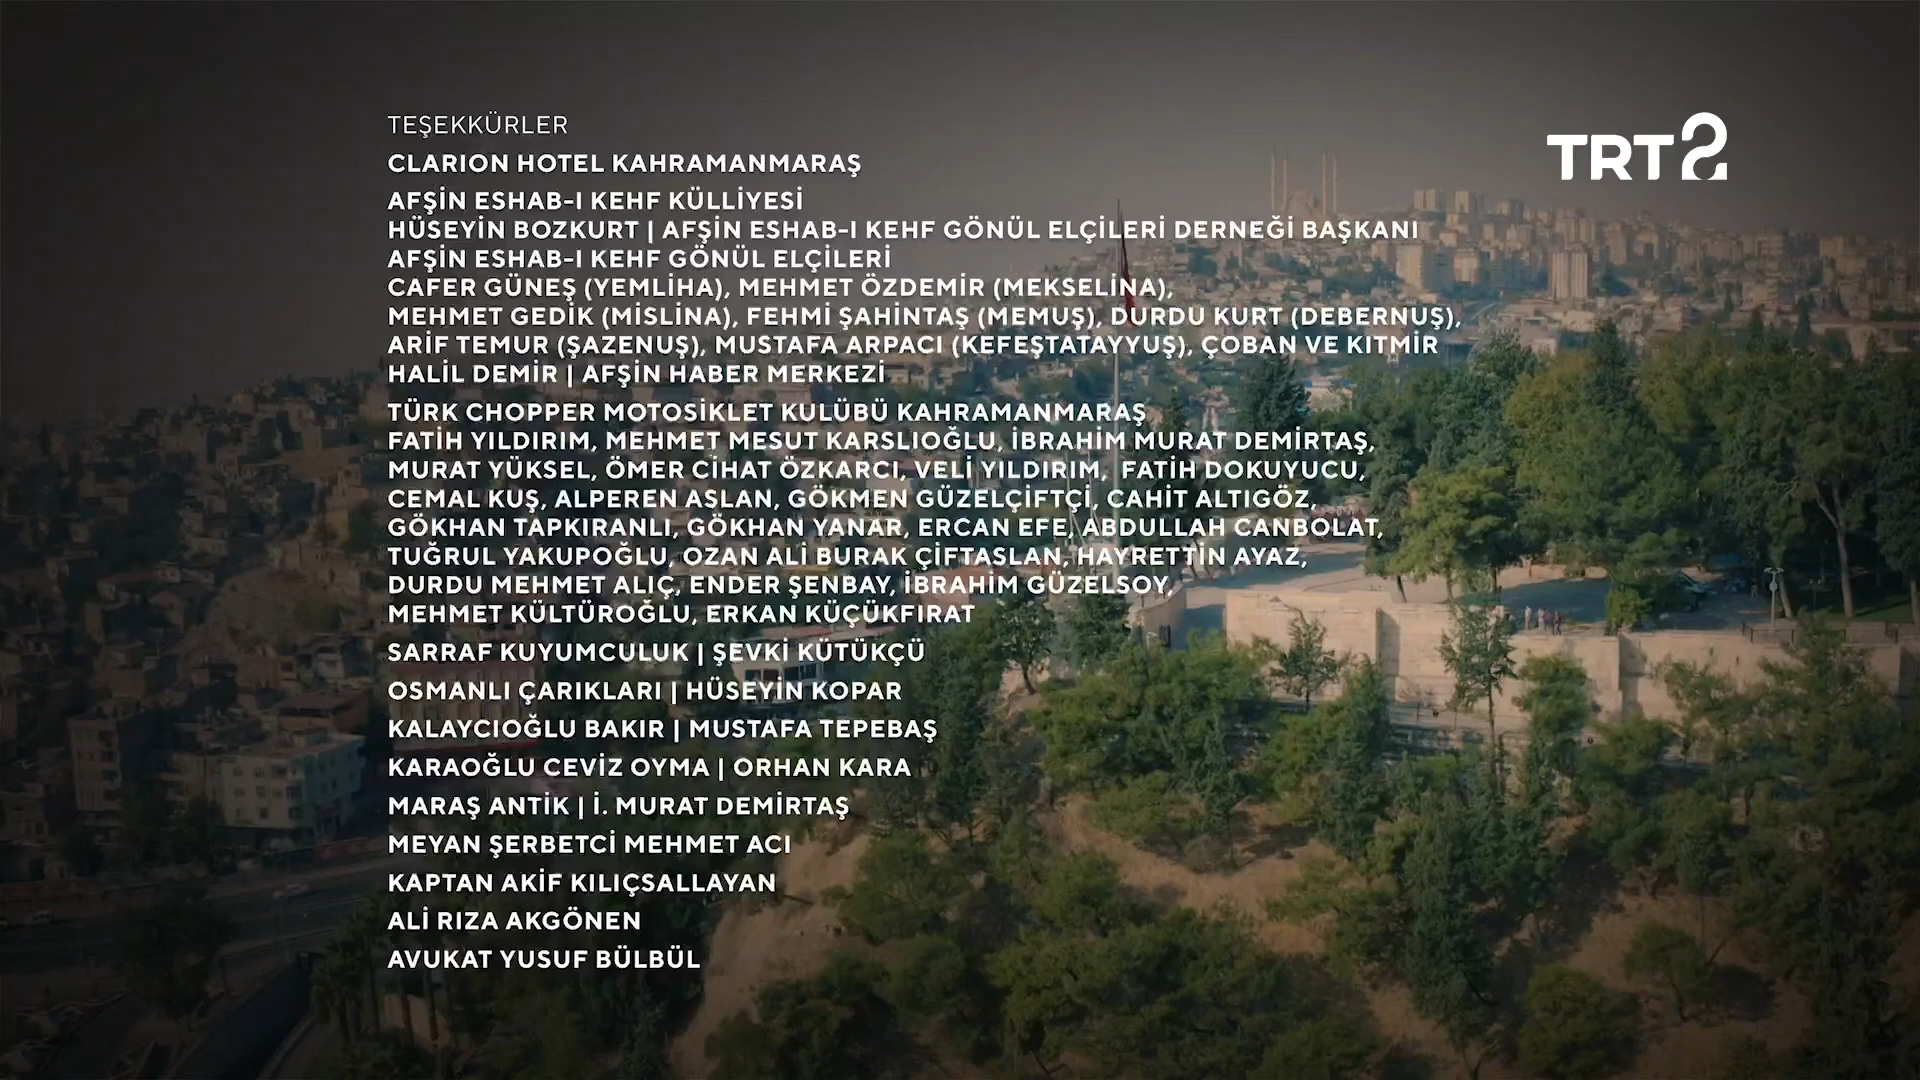 TEŞEKKÜRLER
TRT2
CLARION HOTEL KAHRAMANMARAŞ
AFŞİN ESHAB-I KEHF KÜLLİYESİ
HÜSEYİN BOZKURT | AFŞİN ESHAB-I KEHF GÖNÜL ELÇİLERİ DERNEĞİ BAŞKANI
AFŞİN ESHAB-I KEHF GÖNÜL ELÇİLERİ
CAFER GÜNEŞ (YEMLİHA), MEHMET ÖZDEMİR (MEKSELİNA),
MEHMET GEDİK (MİSLİNA), FEHMİ ŞAHİNTAŞ (MEMUŞ), DURDU KURT (DEBERNUŞ),
ARİF TEMUR (ŞAZENUŞ), MUSTAFA ARPACI (KEFEŞTATAYYUŞ), ÇOBAN VE KITMİR
HALİL DEMİR | AFŞİN HABER MERKEZİ
TÜRK CHOPPER MOTOSİKLET KULÜBÜ KAHRAMANMARAŞ
FATİH YILDIRIM, MEHMET MESUT KARSLIOĞLU, İBRAHİM MURAT DEMİRTAŞ,
MURAT YÜKSEL, ÖMER CİHAT ÖZKARCI, VELİ YILDIRIM, FATİH DOKUYUCU,
CEMAL KUŞ, ALPEREN ASLAN, GÖKMEN GÜZELÇİFTÇİ, CAHİT ALTIGÖZ,
GÖKHAN TAPKIRANLI, GÖKHAN YANAR, ERCAN EFE, ABDULLAH CANBOLAT,
TUĞRUL YAKUPOĞLU, OZAN ALİ BURAK ÇİFTASLAN, HAYRETTİN AYAZ,
DURDU MEHMET ALIÇ, ENDER ŞENBAY, İBRAHİM GÜZELSOY,
MEHMET KÜLTÜROĞLU, ERKAN KÜÇÜKFIRAT
SARRAF KUYUMCULUK | ŞEVKİ KÜTÜKÇÜ
OSMANLI ÇARIKLARI | HÜSEYİN KOPAR
KALAYCIOĞLU BAKIR | MUSTAFA TEPEBAŞ
KARAOĞLU CEVİZ OYMA | ORHAN KARA
MARAŞ ANTİK | İ. MURAT DEMİRTAŞ
MEYAN ŞERBETCİ MEHMET ACI
KAPTAN AKİF KILIÇSALLAYAN
ALİ RIZA AKGÖNEN
AVUKAT YUSUF BÜLBÜL